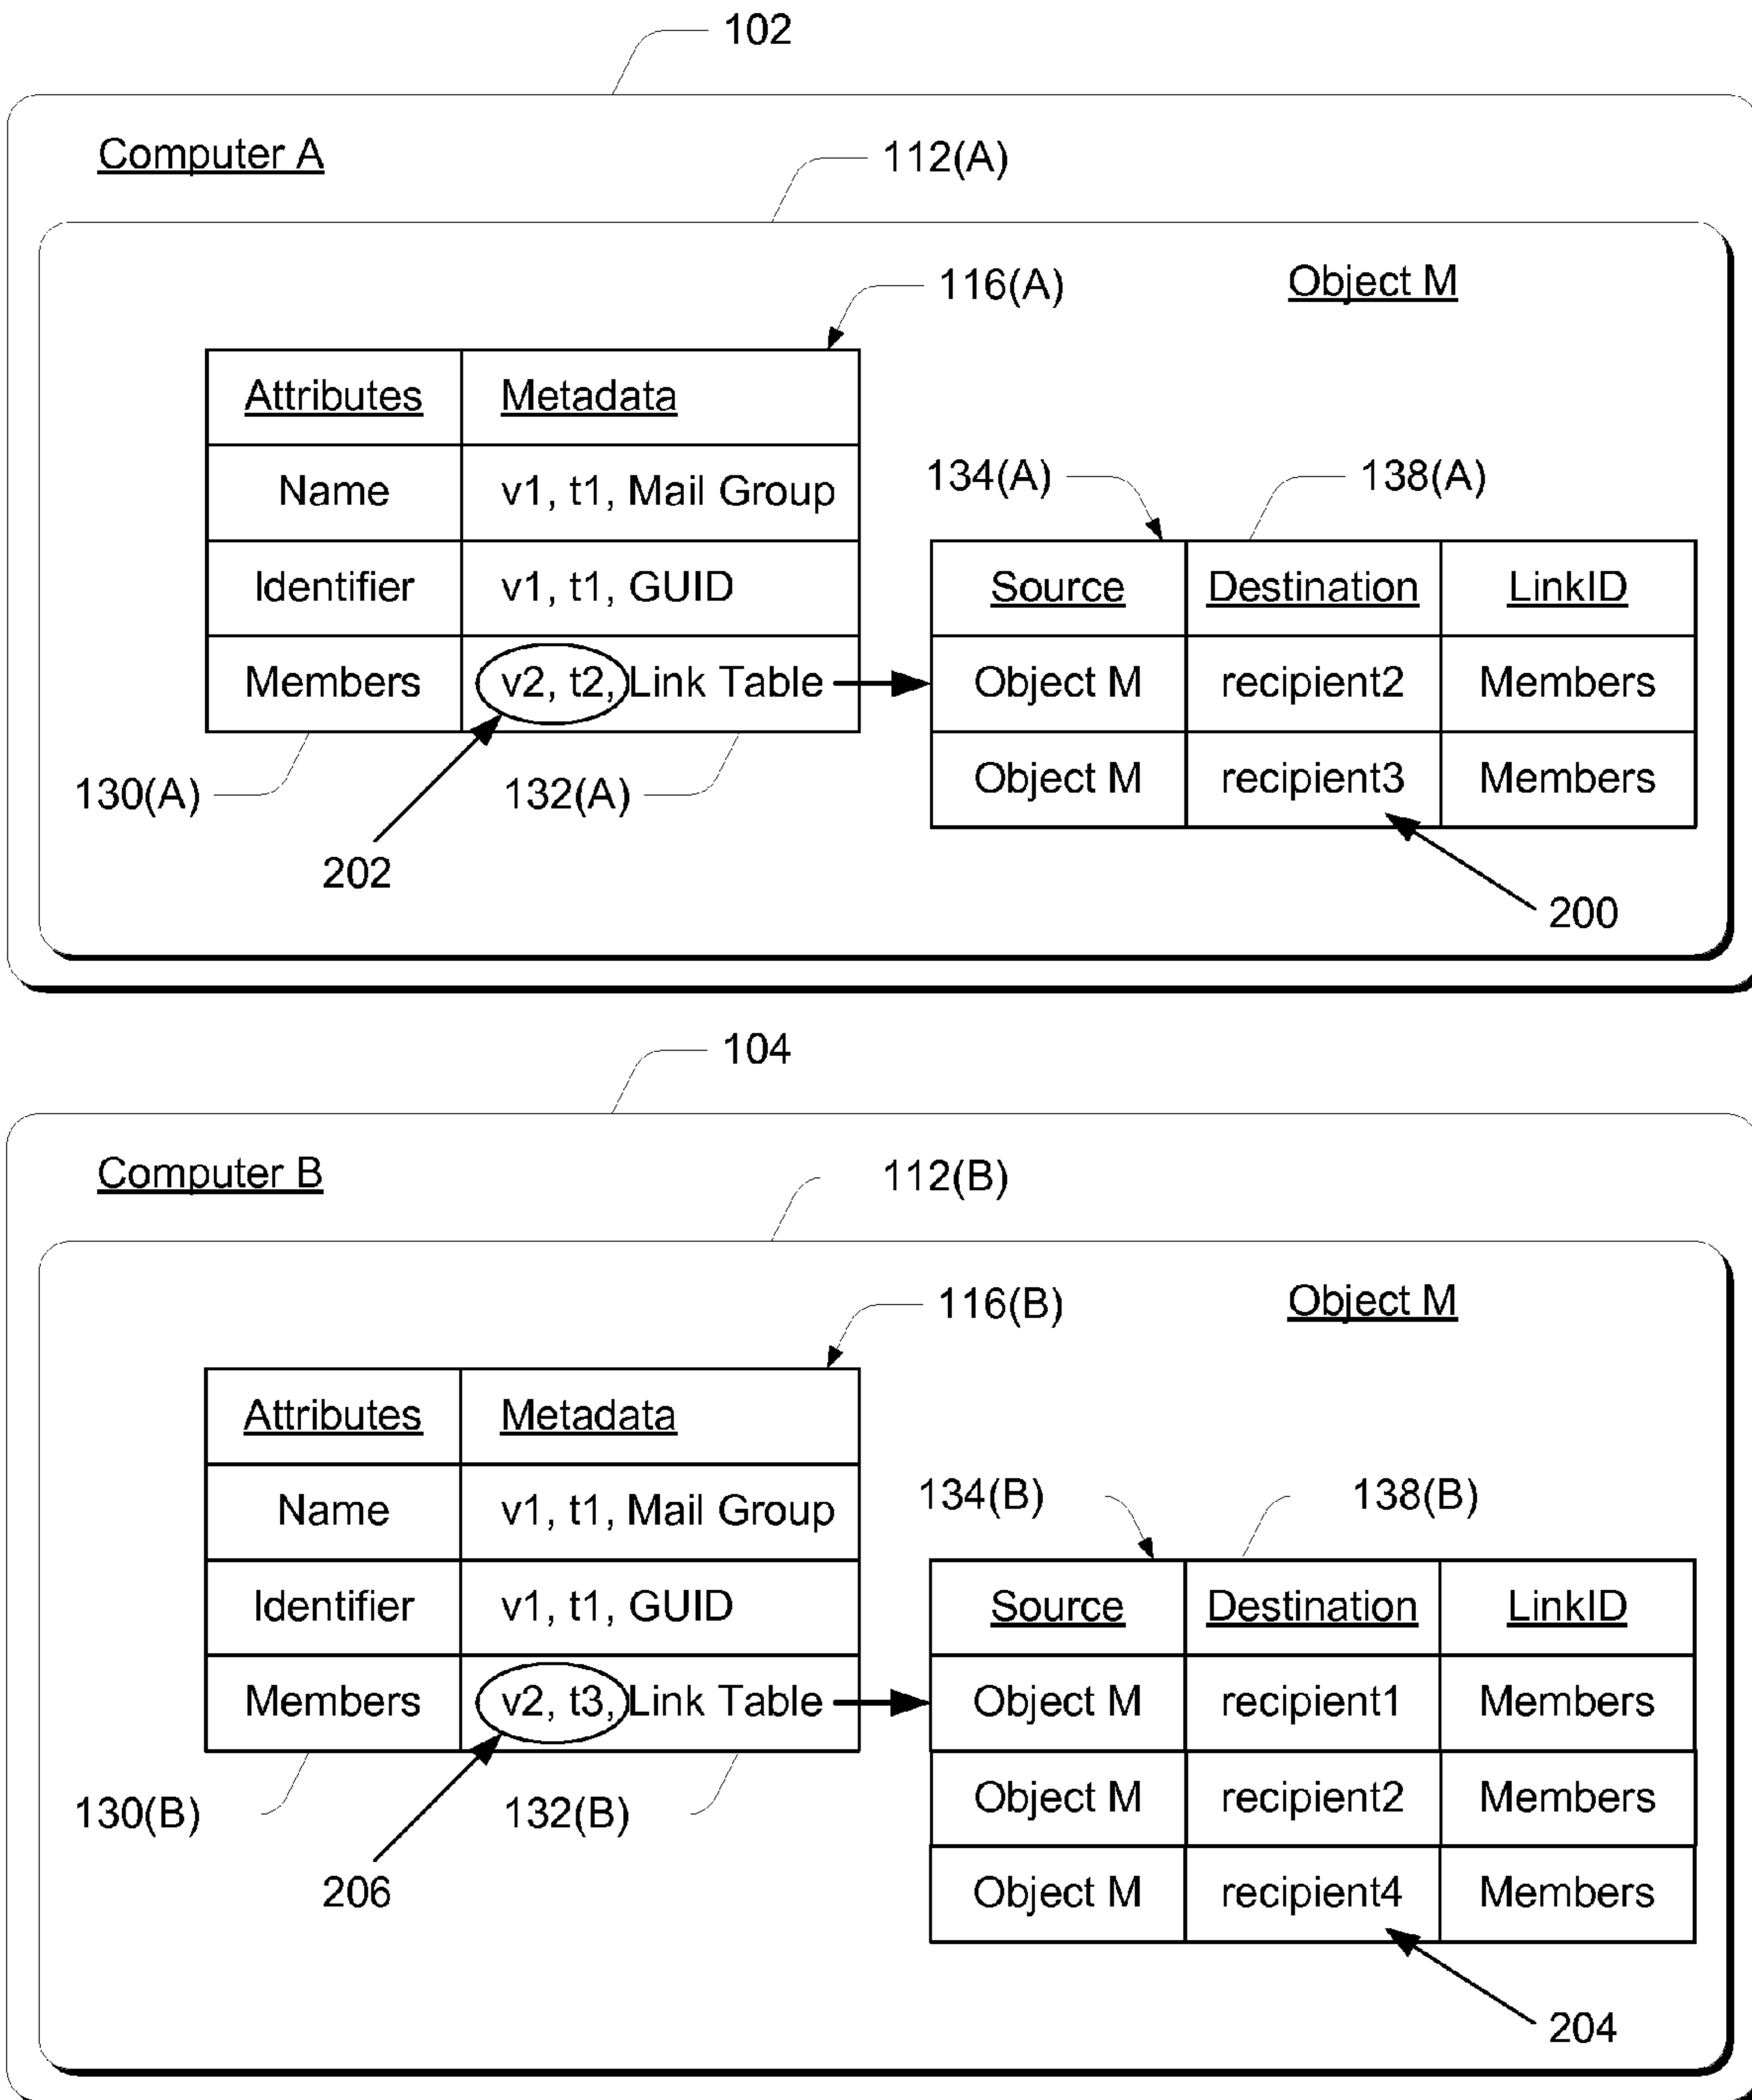 102
Computer A
112(A)
116(A)
Object M
Attributes Metadata
Name v1, t1, Mail Group
134(A) 138(A)
Identifier v1, t1, GUID
Source Destination LinkID
Members v2, t2, Link Table
Object M recipient2 Members
Object M recipient3 Members
130(A) 132(A)
202
200
104
Computer B
112(B)
116(B)
Object M
Attributes Metadata
Name v1, t1, Mail Group
134(B) 138(B)
Identifier v1, t1, GUID
Source Destination LinkID
Members v2, t3, Link Table
Object M recipient1 Members
Object M recipient2 Members
130(B) 132(B)
206
Object M recipient4 Members
204